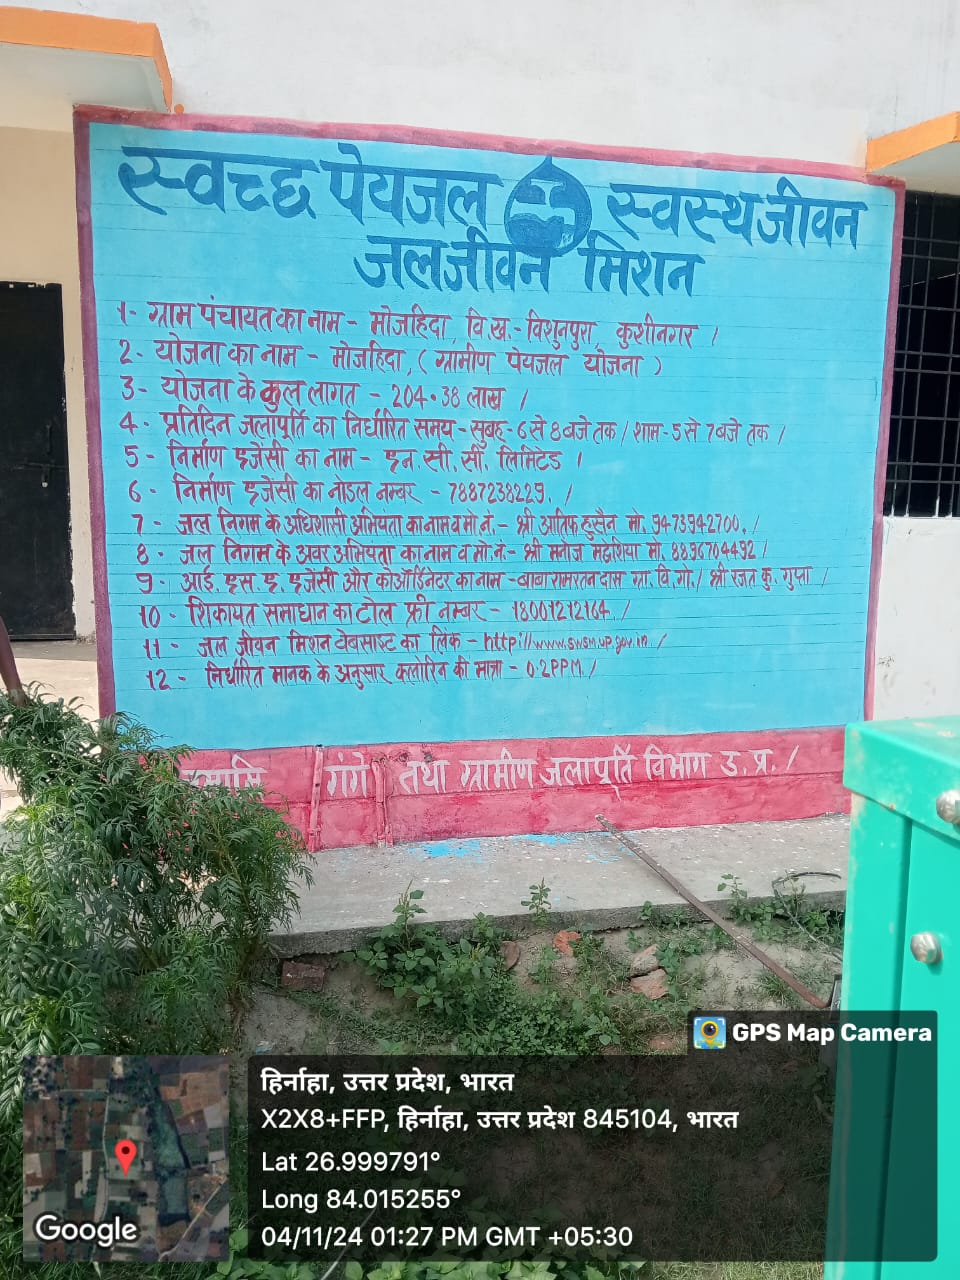 स्वच्छ पेयजल स्वस्थ जीवन
जल जीवन मिशन
1- ग्राम पंचायत का नाम - मोजहिदा, वि.ख.- विशुनपुरा, कुशीनगर /
2- योजना का नाम - मोजहिदा, ( ग्रामीण पेयजल योजना )
3- योजना के कुल लागत - 204.38 लाख /
4- प्रतिदिन जलापूर्ति का निर्धारित समय - सुबह - 6 से 8 बजे तक / शाम - 5 से 7 बजे तक /
5- निर्माण एजेंसी का नाम - एन. सी. सी. लिमिटेड ।
6- निर्माण एजेंसी का नोडल नम्बर - 7887238229. /
7- जल निगम के अधिशासी अभियंता का नाम व मो.नं.- श्री आतिफ हुसैन मो. 9473942700. /
8- जल निगम के अवर अभियंता का नाम व मो.नं- श्री मनोज मद्धेशिया मो. 8896704492 /
9- आई. एस. ए. एजेंसी और कोऑर्डिनेटर का नाम - बाबा रामरतन दास ग्रा. वि. गो. / श्री रजत कु. गुप्ता /
10- शिकायत समाधान का टोल फ्री नम्बर - 18001212164. /
11- जल जीवन मिशन वेबसाइट का लिंक - http://www.swsm.up.gov.in. /
12- निर्धारित मानक के अनुसार क्लोरिन की मात्रा - 0.2PPM. /
गंगे तथा ग्रामीण जलापूर्ति विभाग उ. प्र. /
GPS Map Camera
हिर्नाहा, उत्तर प्रदेश, भारत
X2X8+FFP, हिर्नाहा, उत्तर प्रदेश 845104, भारत
Lat 26.999791°
Long 84.015255°
04/11/24 01:27 PM GMT +05:30
Google